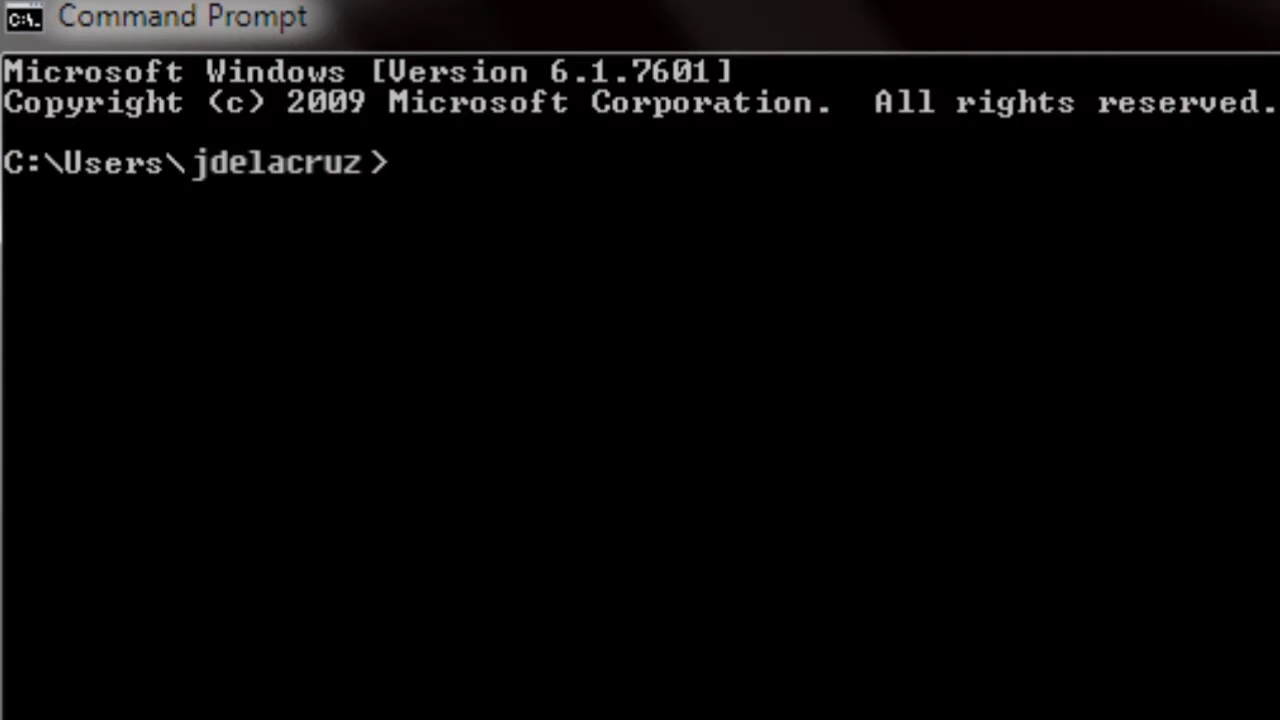 C:\.
Command Prompt
Microsoft Windows [Version 6.1.7601]
Copyright (c) 2009 Microsoft Corporation.  All rights reserved.
C:\Users\jdelacruz>